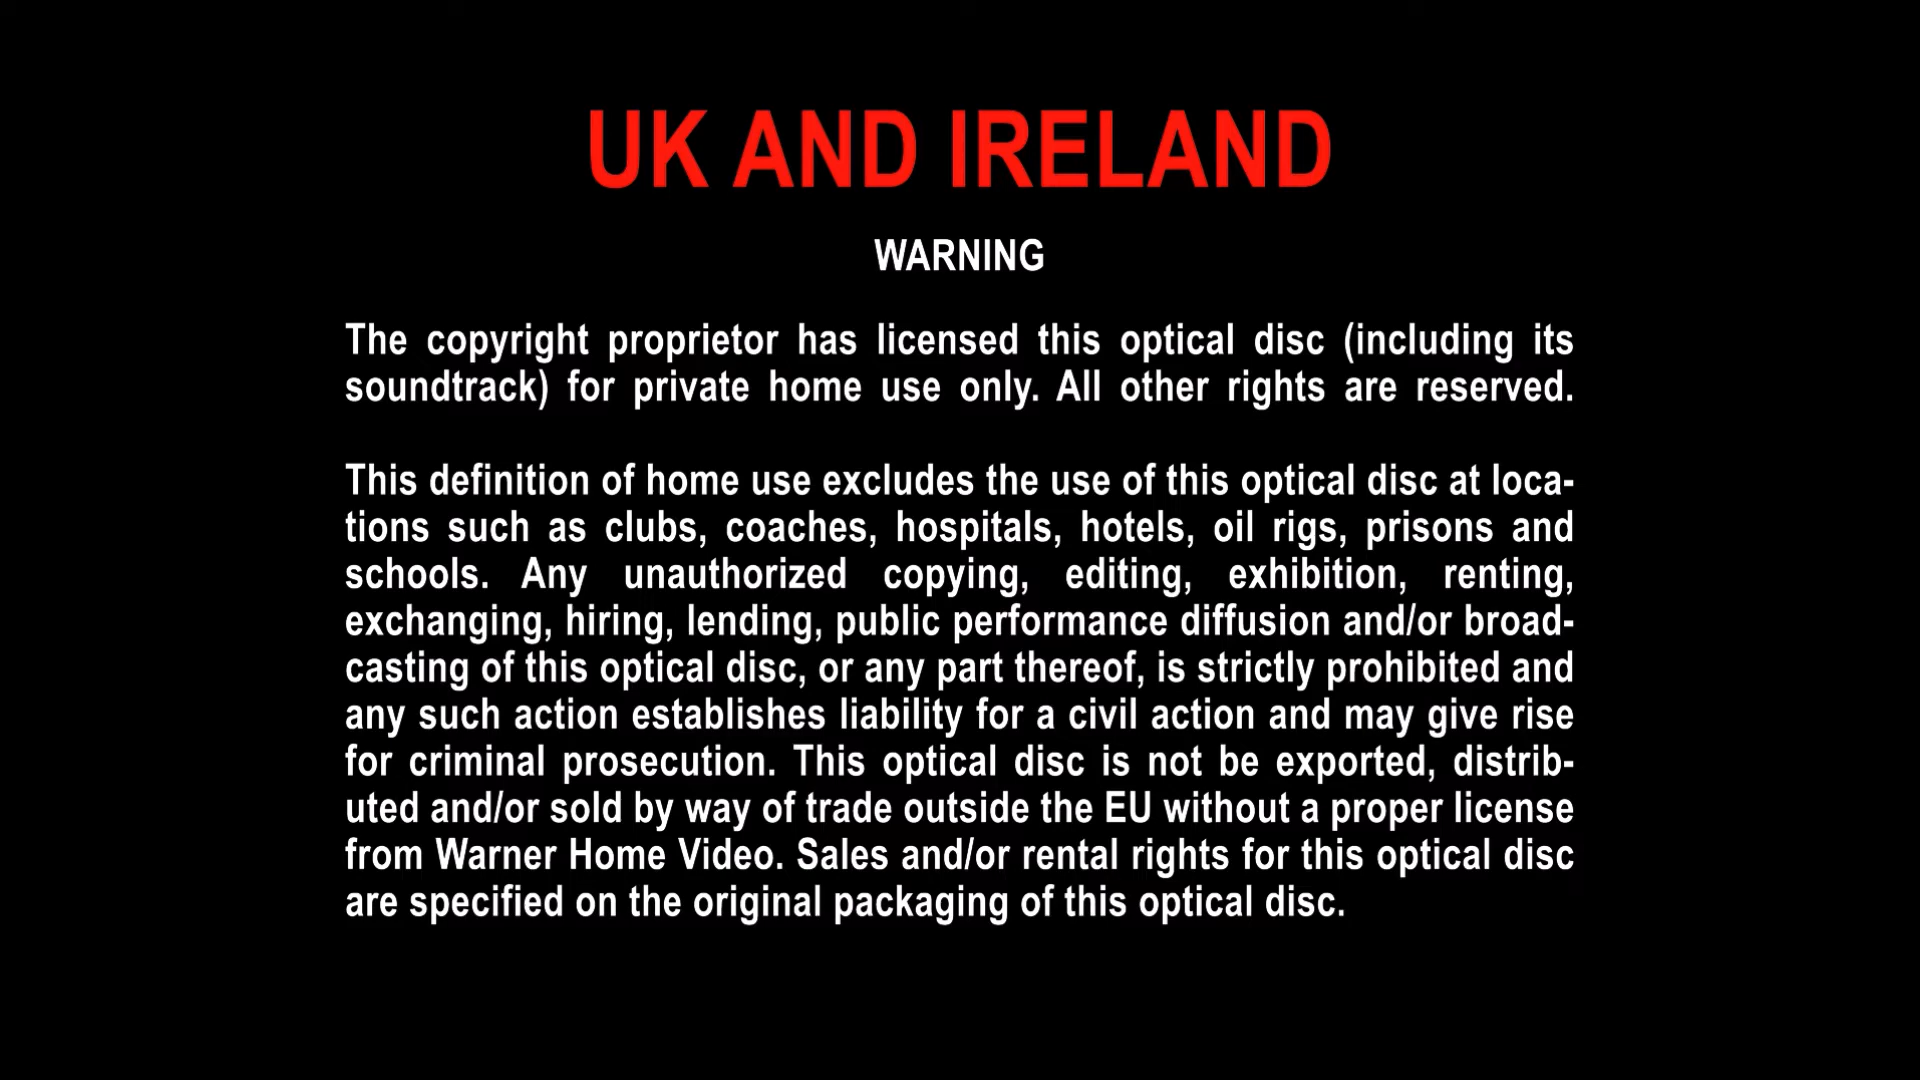 UK AND IRELAND
WARNING
The copyright proprietor has licensed this optical disc (including its
soundtrack) for private home use only. All other rights are reserved.
This definition of home use excludes the use of this optical disc at loca-
tions such as clubs, coaches, hospitals, hotels, oil rigs, prisons and
schools. Any unauthorized copying, editing, exhibition, renting,
exchanging, hiring, lending, public performance diffusion and/or broad-
casting of this optical disc, or any part thereof, is strictly prohibited and
any such action establishes liability for a civil action and may give rise
for criminal prosecution. This optical disc is not be exported, distrib-
uted and/or sold by way of trade outside the EU without a proper license
from Warner Home Video. Sales and/or rental rights for this optical disc
are specified on the original packaging of this optical disc.